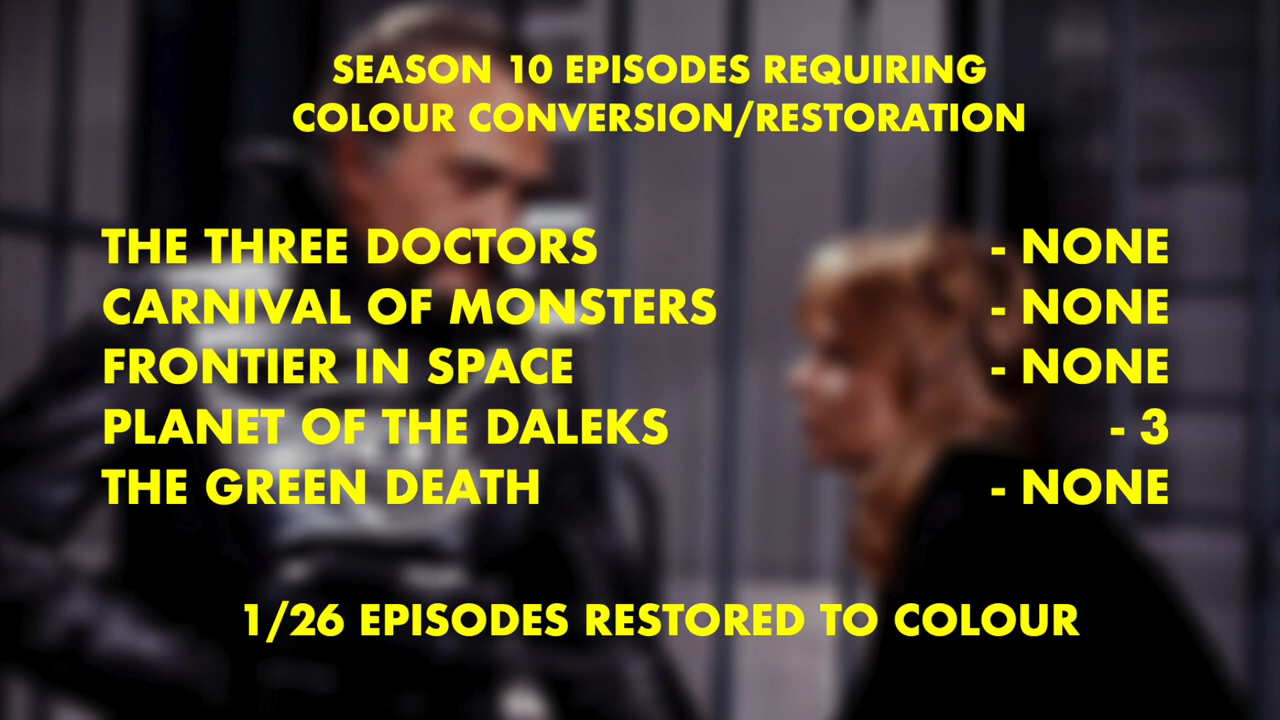 SEASON 10 EPISODES REQUIRING
COLOUR CONVERSION/RESTORATION
THE THREE DOCTORS - NONE
CARNIVAL OF MONSTERS - NONE
FRONTIER IN SPACE - NONE
PLANET OF THE DALEKS - 3
THE GREEN DEATH - NONE
1/26 EPISODES RESTORED TO COLOUR